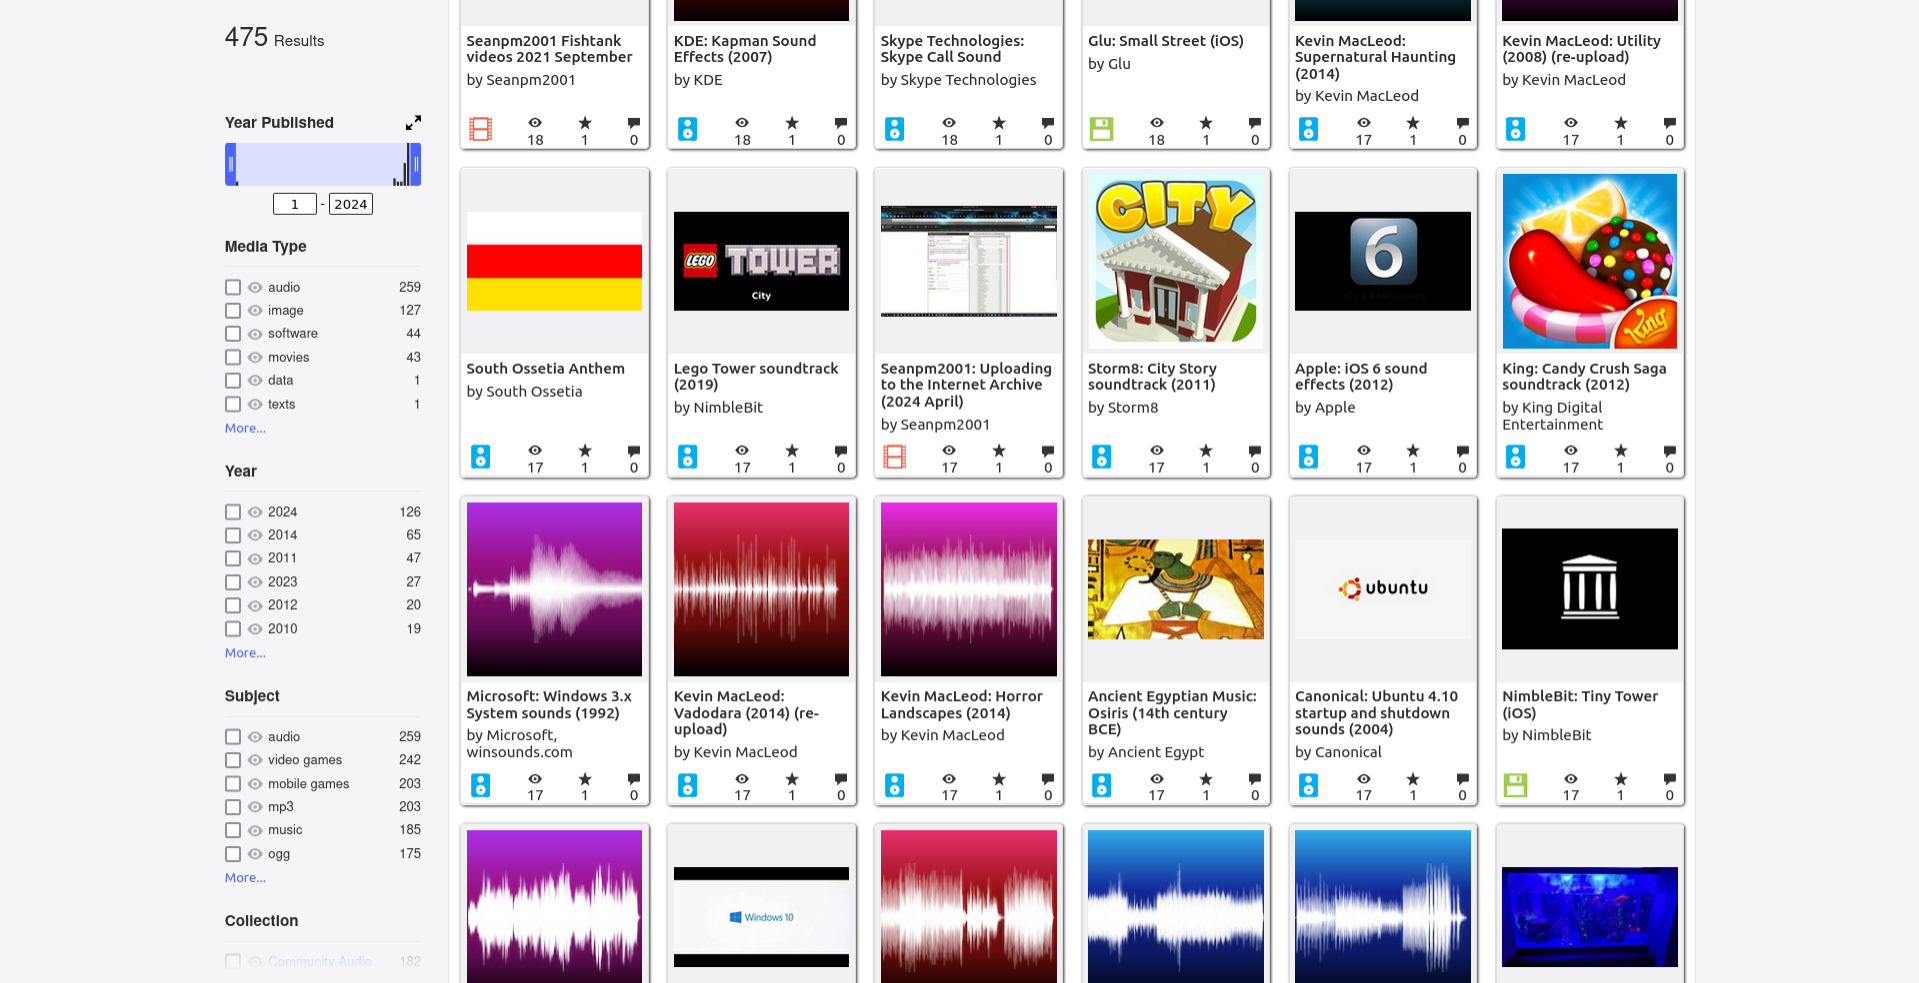 475 Results
Year Published
1 - 2024
Media Type
audio 259
image 127
software 44
movies 43
data 1
texts 1
More...
Year
2024 126
2014 65
2011 47
2023 27
2012 20
2010 19
More...
Subject
audio 259
video games 242
mobile games 203
mp3 203
music 185
ogg 175
More...
Collection
Community Audio 182
Seanpm2001 Fishtank
videos 2021 September
by Seanpm2001
18 1 0
KDE: Kapman Sound
Effects (2007)
by KDE
18 1 0
Skype Technologies:
Skype Call Sound
by Skype Technologies
18 1 0
Glu: Small Street (iOS)
by Glu
18 1 0
Kevin MacLeod:
Supernatural Haunting
(2014)
by Kevin MacLeod
17 1 0
Kevin MacLeod: Utility
(2008) (re-upload)
by Kevin MacLeod
17 1 0
South Ossetia Anthem
by South Ossetia
17 1 0
LEGO TOWER
City
Lego Tower soundtrack
(2019)
by NimbleBit
17 1 0
Seanpm2001: Uploading
to the Internet Archive
(2024 April)
by Seanpm2001
17 1 0
CITY
Storm8: City Story
soundtrack (2011)
by Storm8
17 1 0
6
Apple: iOS 6 sound
effects (2012)
by Apple
17 1 0
King
King: Candy Crush Saga
soundtrack (2012)
by King Digital
Entertainment
17 1 0
Microsoft: Windows 3.x
System sounds (1992)
by Microsoft,
winsounds.com
17 1 0
Kevin MacLeod:
Vadodara (2014) (re-
upload)
by Kevin MacLeod
17 1 0
Kevin MacLeod: Horror
Landscapes (2014)
by Kevin MacLeod
17 1 0
Ancient Egyptian Music:
Osiris (14th century
BCE)
by Ancient Egypt
17 1 0
ubuntu
Canonical: Ubuntu 4.10
startup and shutdown
sounds (2004)
by Canonical
17 1 0
NimbleBit: Tiny Tower
(iOS)
by NimbleBit
17 1 0
Windows 10